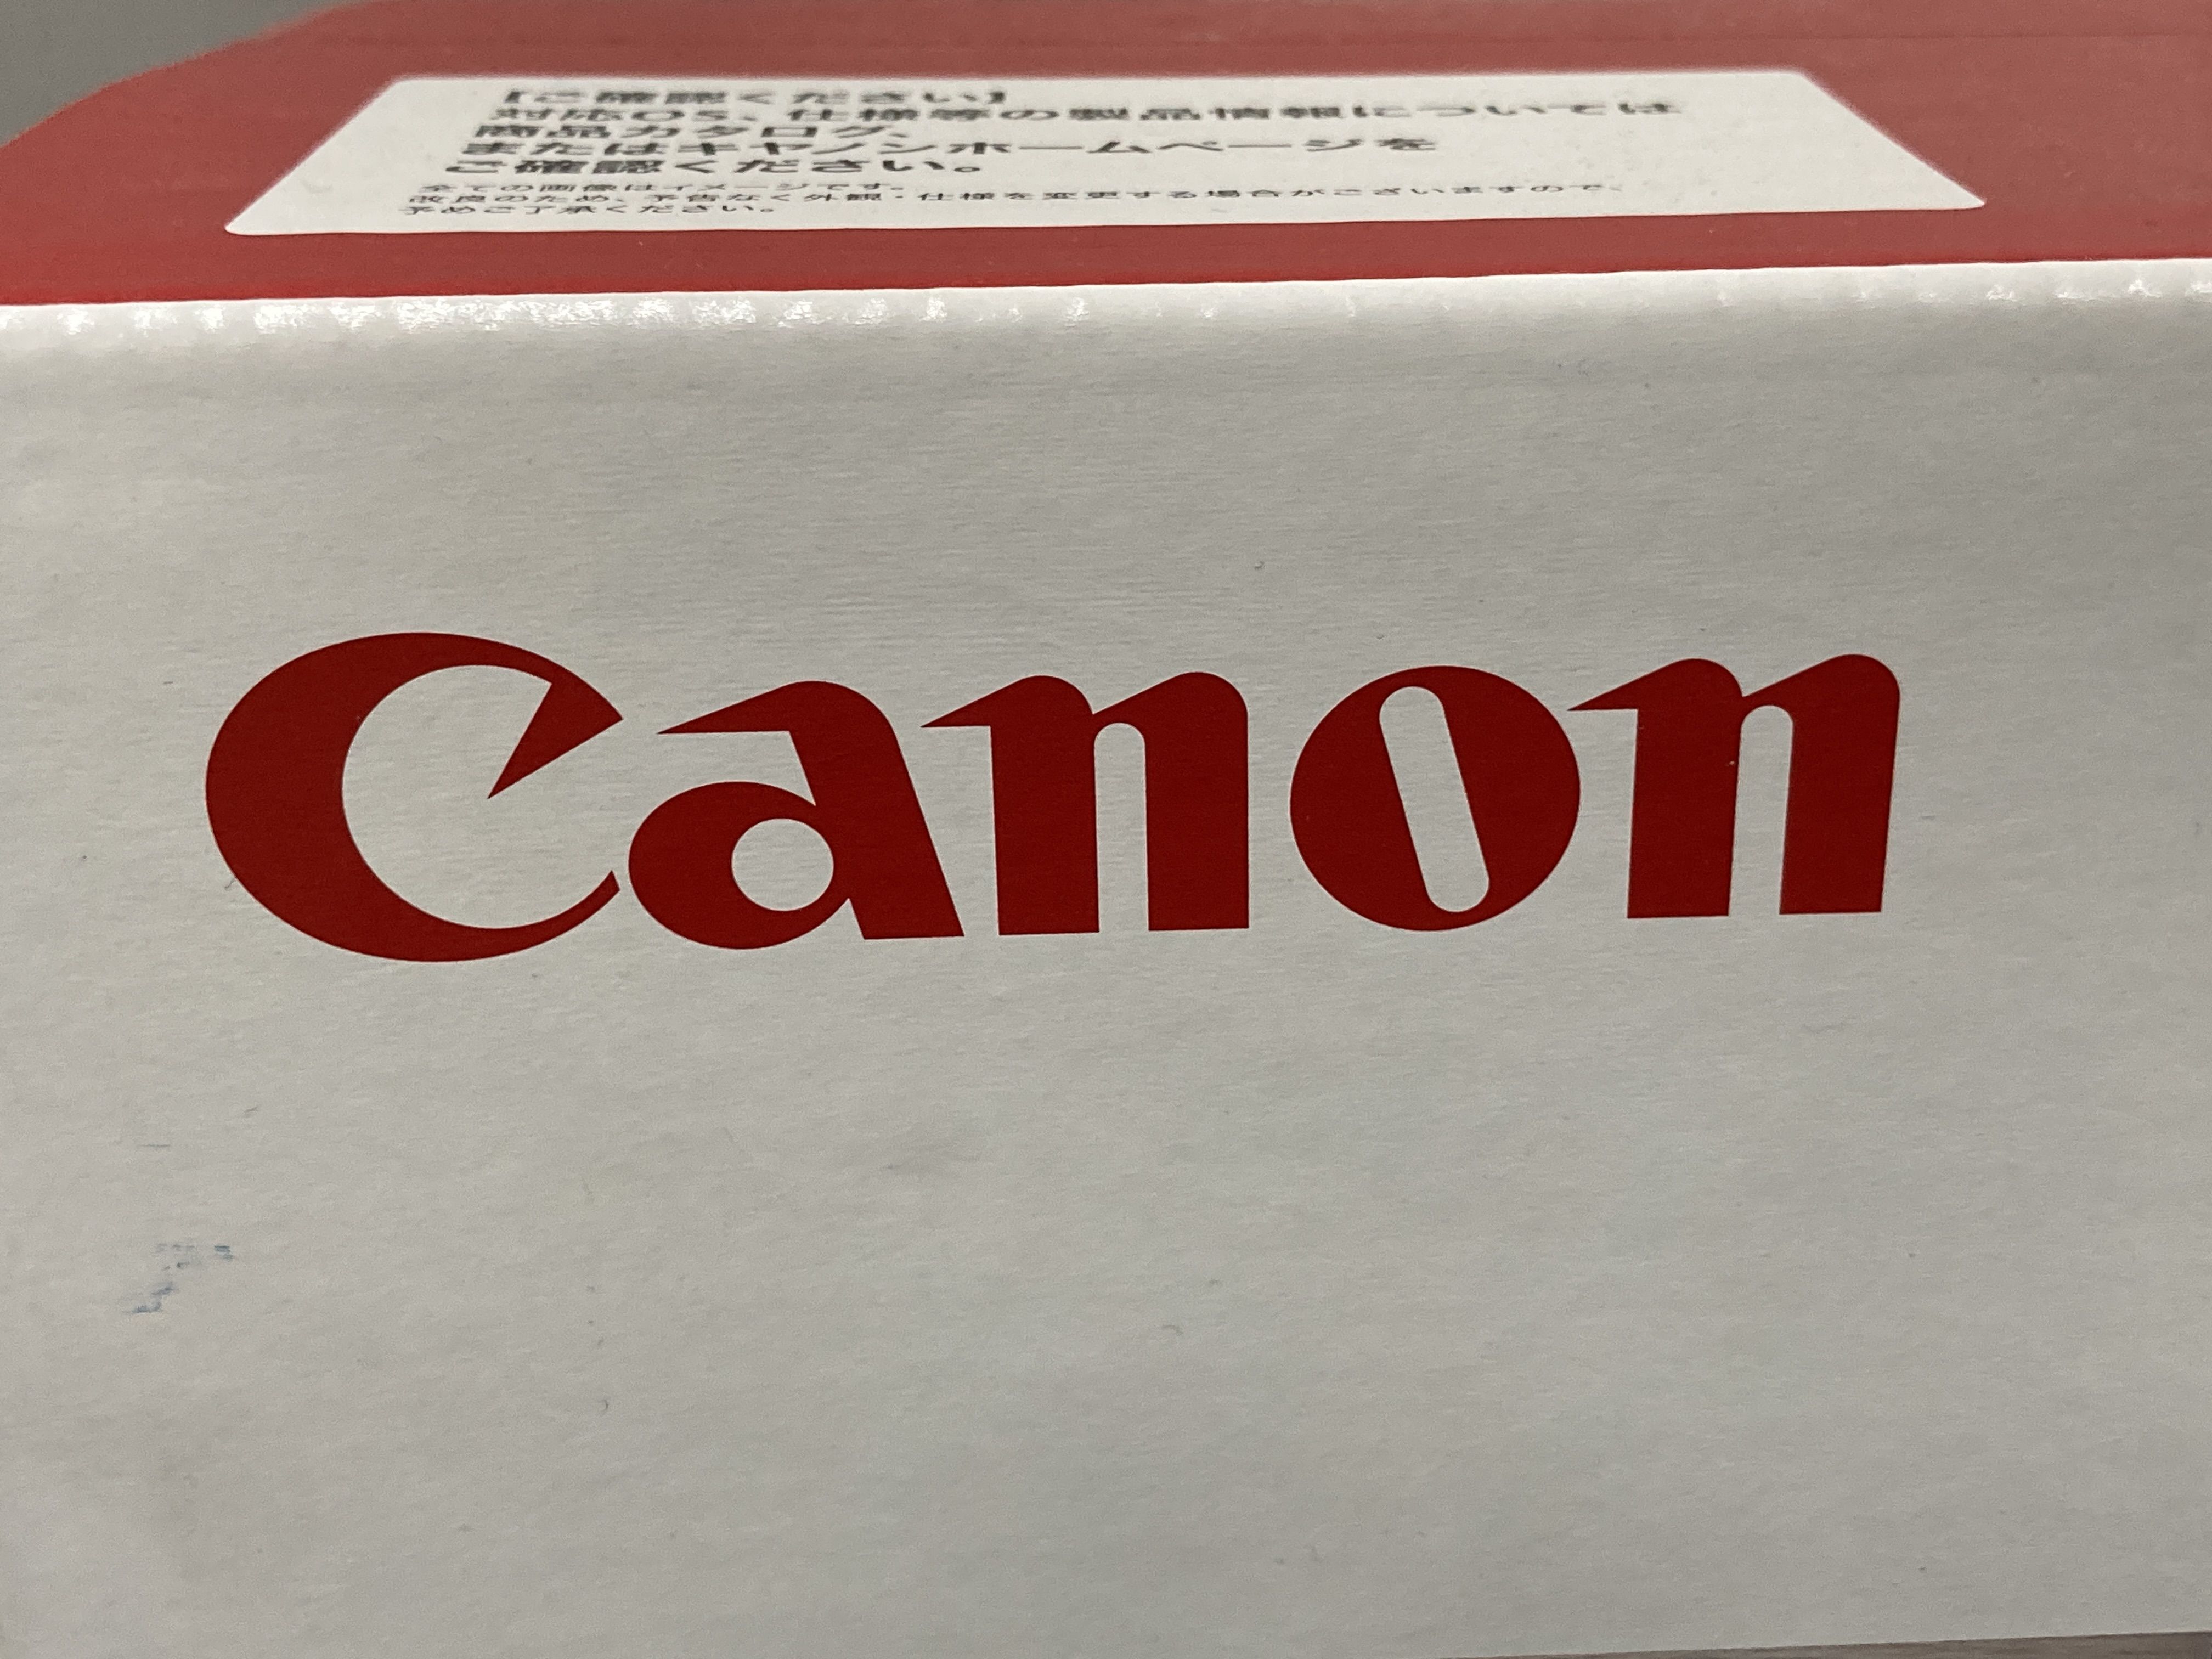 【ご確認ください】
対応OS、仕様等の製品情報については
商品カタログ、
またはキヤノンホームページを
ご確認ください。
全ての画像はイメージです。
改良のため、予告なく外観・仕様を変更する場合がございますので、
予めご了承ください。
Canon